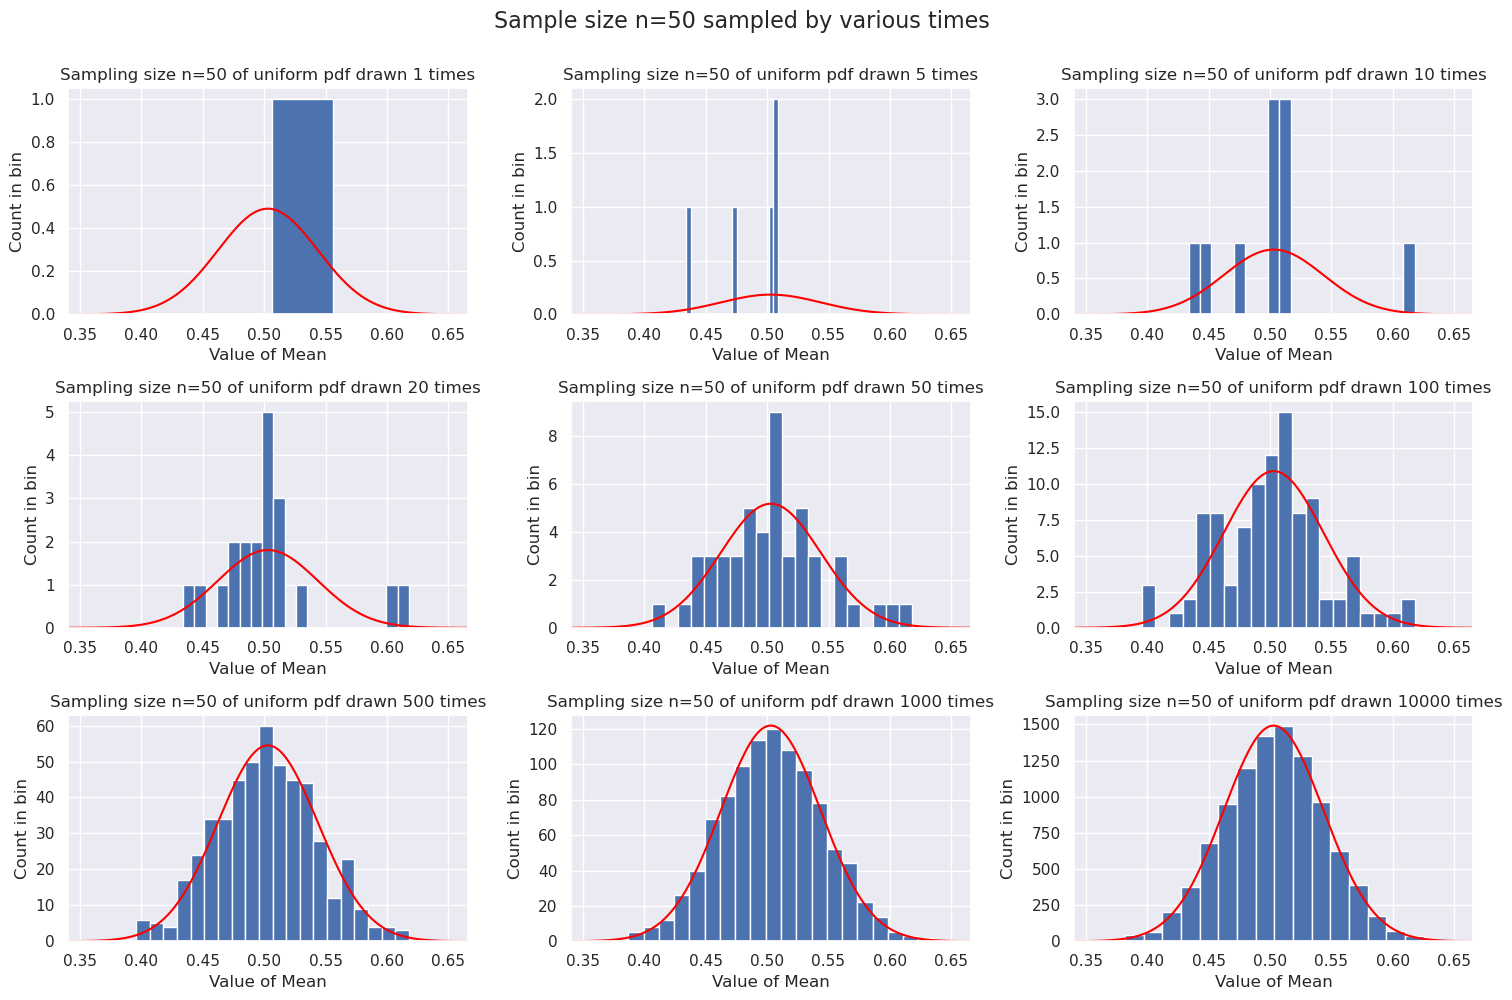 Sample size n=50 sampled by various times
Sampling size n=50 of uniform pdf drawn 1 times
1.0
0.8
0.6
0.4
0.2
0.0
Count in bin
0.35 0.40 0.45 0.50 0.55 0.60 0.65
Value of Mean
Sampling size n=50 of uniform pdf drawn 5 times
2.0
1.5
1.0
0.5
0.0
Count in bin
0.35 0.40 0.45 0.50 0.55 0.60 0.65
Value of Mean
Sampling size n=50 of uniform pdf drawn 10 times
3.0
2.5
2.0
1.5
1.0
0.5
0.0
Count in bin
0.35 0.40 0.45 0.50 0.55 0.60 0.65
Value of Mean
Sampling size n=50 of uniform pdf drawn 20 times
5
4
3
2
1
0
Count in bin
0.35 0.40 0.45 0.50 0.55 0.60 0.65
Value of Mean
Sampling size n=50 of uniform pdf drawn 50 times
8
6
4
2
0
Count in bin
0.35 0.40 0.45 0.50 0.55 0.60 0.65
Value of Mean
Sampling size n=50 of uniform pdf drawn 100 times
15.0
12.5
10.0
7.5
5.0
2.5
0.0
Count in bin
0.35 0.40 0.45 0.50 0.55 0.60 0.65
Value of Mean
Sampling size n=50 of uniform pdf drawn 500 times
60
50
40
30
20
10
0
Count in bin
0.35 0.40 0.45 0.50 0.55 0.60 0.65
Value of Mean
Sampling size n=50 of uniform pdf drawn 1000 times
120
100
80
60
40
20
0
Count in bin
0.35 0.40 0.45 0.50 0.55 0.60 0.65
Value of Mean
Sampling size n=50 of uniform pdf drawn 10000 times
1500
1250
1000
750
500
250
0
Count in bin
0.35 0.40 0.45 0.50 0.55 0.60 0.65
Value of Mean